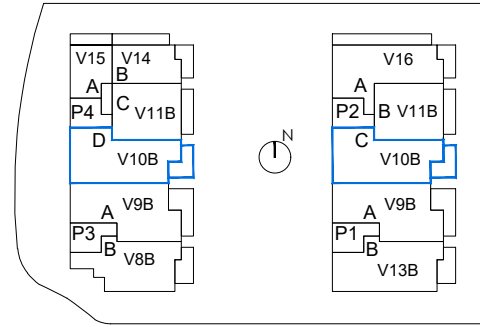 V15 V14
A B
P4 C V11B
D
V10B
A V9B
P3 B
V8B
N
V16
A
P2 B V11B
C
V10B
A V9B
P1 B
V13B